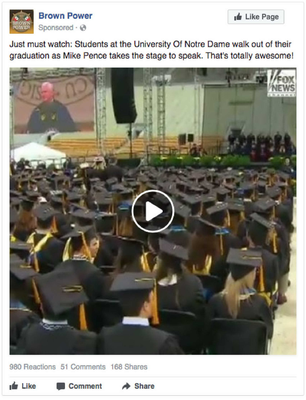 Brown Power
Sponsored ·
Like Page
Just must watch: Students at the University Of Notre Dame walk out of their
graduation as Mike Pence takes the stage to speak. That's totally awesome!
FOX
NEWS
980 Reactions 51 Comments 168 Shares
Like Comment Share